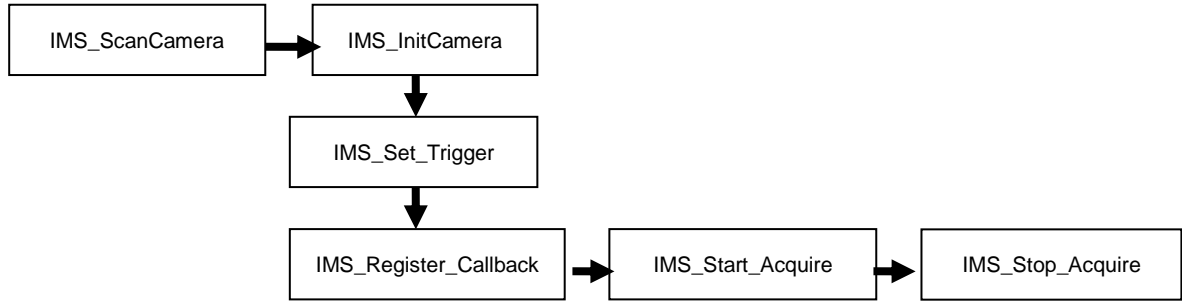 IMS_ScanCamera
IMS_InitCamera
IMS_Set_Trigger
IMS_Register_Callback
IMS_Start_Acquire
IMS_Stop_Acquire